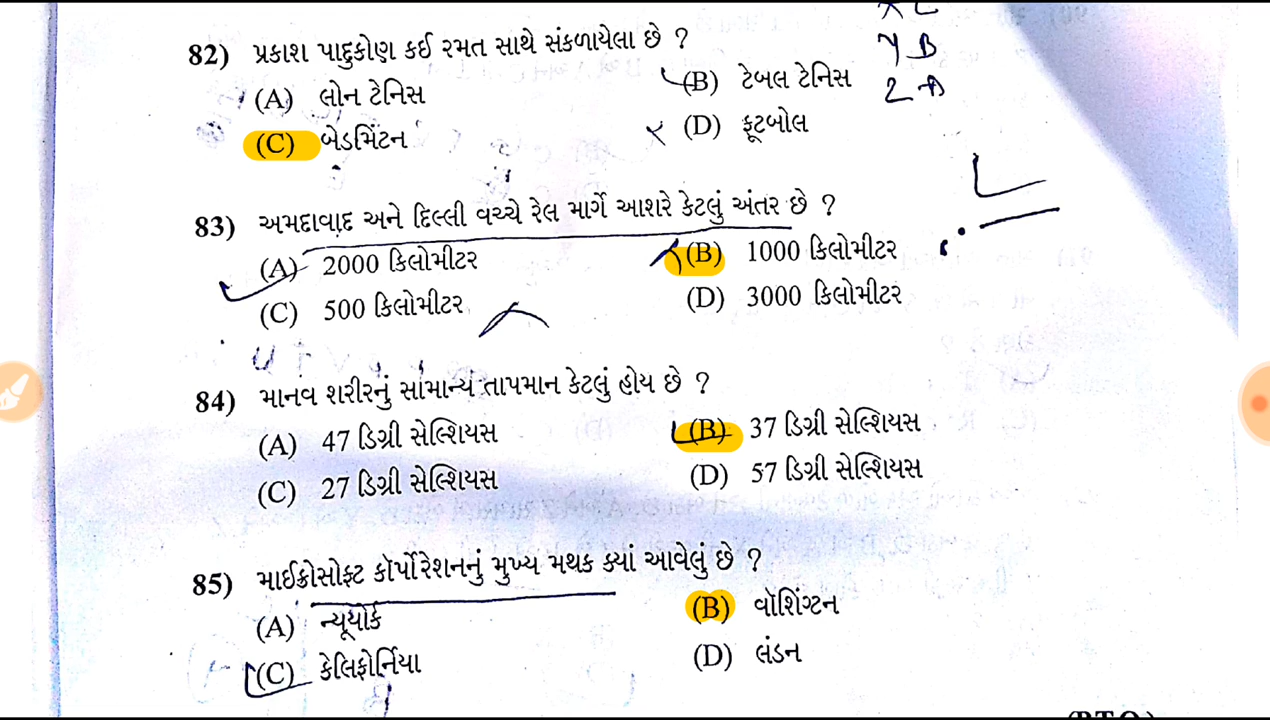 82) પ્રકાશ પાદુકોણ કઈ રમત સાથે સંકળાયેલા છે ?
(A) લોન ટેનિસ (B) ટેબલ ટેનિસ
(C) બેડમિંટન (D) ફૂટબોલ
83) અમદાવાદ અને દિલ્લી વચ્ચે રેલ માર્ગે આશરે કેટલું અંતર છે ?
(A) 2000 કિલોમીટર (B) 1000 કિલોમીટર
(C) 500 કિલોમીટર (D) 3000 કિલોમીટર
84) માનવ શરીરનું સામાન્ય તાપમાન કેટલું હોય છે ?
(A) 47 ડિગ્રી સેલ્શિયસ (B) 37 ડિગ્રી સેલ્શિયસ
(C) 27 ડિગ્રી સેલ્શિયસ (D) 57 ડિગ્રી સેલ્શિયસ
85) માઈક્રોસોફ્ટ કૉર્પોરેશનનું મુખ્ય મથક ક્યાં આવેલું છે ?
(A) ન્યૂયોર્ક (B) વૉશિંગ્ટન
(C) કેલિફોર્નિયા (D) લંડન